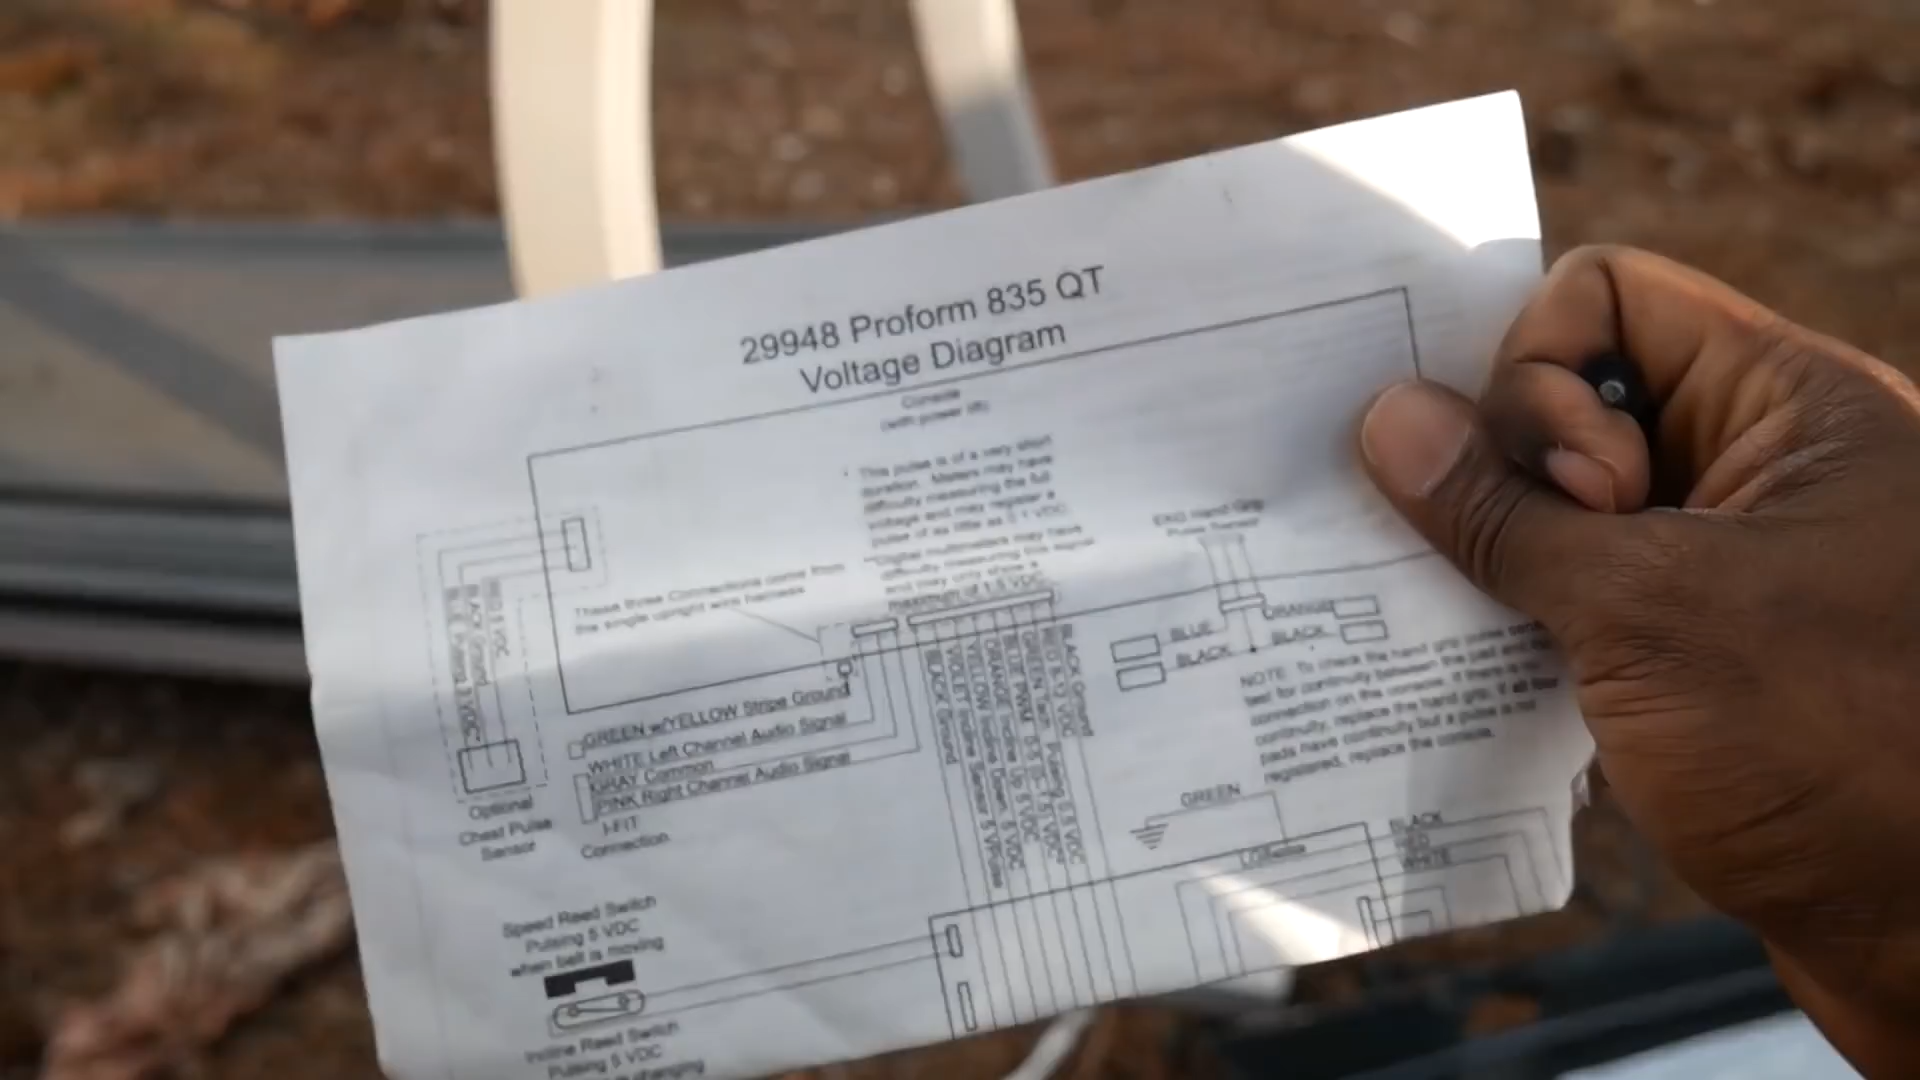 29948 Proform 835 QT
Voltage Diagram
Console
(with power lift)
This pulse is of a very short
duration. Meters may have
difficulty measuring the full
voltage and may register a
pulse of as little as 0.1 VDC.
**Digital multimeters may have
difficulty measuring this signal
and may only show a
maximum of 1.5 VDC
These three Connections come from
the single upright wire harness
EKG Hand Grip
Pulse Sensor
BLUE
BLACK
ORANGE
BLACK
RED 5 VDC
BLACK Ground
BLUE Pulsing
Optional
Chest Pulse
Sensor
GREEN w/YELLOW Stripe Ground
WHITE Left Channel Audio Signal
GRAY Common
PINK Right Channel Audio Signal
I-FIT
Connection
BLACK Ground
VIOLET Incline Sensor 5 VPulse
YELLOW Incline Down, 5 VDC
ORANGE Incline Up, 5 VDC
BLUE PWM
GREEN Tach, Pulsing
RED
BLACK Ground
NOTE: To check the hand grip pulse
test for continuity between the pad and the
connection on the console. If there is no
continuity, replace the hand grip. If all four
pads have continuity but a pulse is not
registered, replace the console.
GREEN
BLACK
RED
WHITE
Speed Reed Switch
Pulsing 5 VDC
when belt is moving
Incline Reed Switch
Pulsing 5 VDC
changing